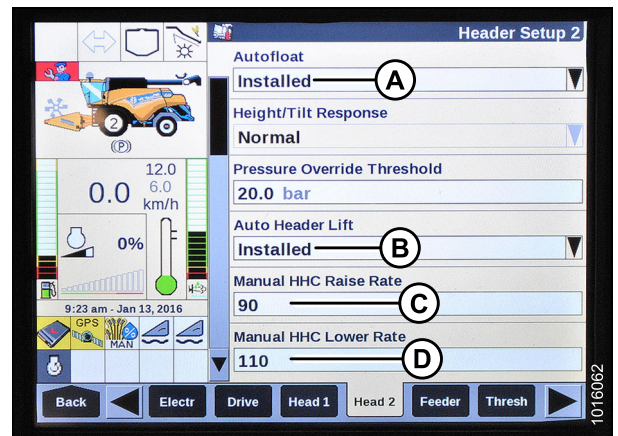 Header Setup 2
Autofloat
Installed
A
Height/Tilt Response
Normal
Pressure Override Threshold
20.0 bar
Auto Header Lift
Installed
B
Manual HHC Raise Rate
90
C
Manual HHC Lower Rate
110
D
2
(P)
12.0
0.0
6.0
km/h
0%
9:23 am - Jan 13, 2016
GPS
%
MAN
Back
Electr
Drive
Head 1
Head 2
Feeder
Thresh
1016062